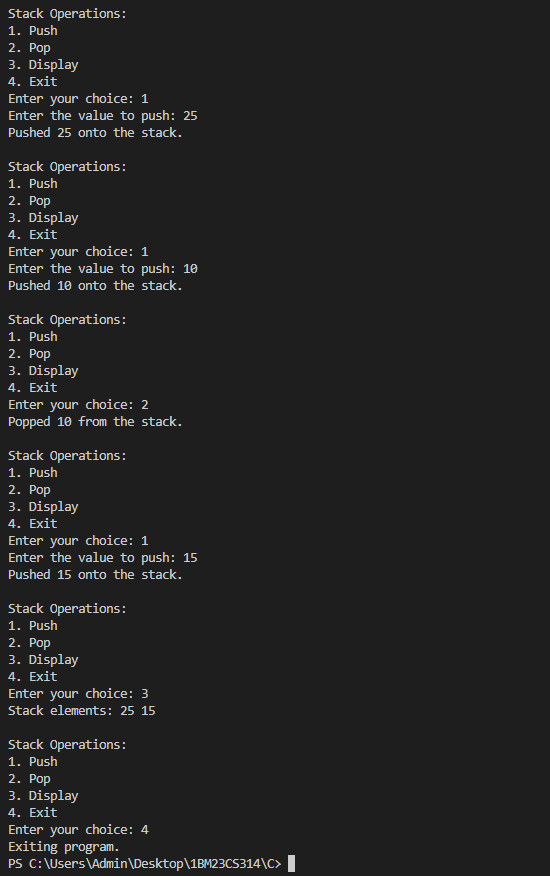 Stack Operations:
1. Push
2. Pop
3. Display
4. Exit
Enter your choice: 1
Enter the value to push: 25
Pushed 25 onto the stack.

Stack Operations:
1. Push
2. Pop
3. Display
4. Exit
Enter your choice: 1
Enter the value to push: 10
Pushed 10 onto the stack.

Stack Operations:
1. Push
2. Pop
3. Display
4. Exit
Enter your choice: 2
Popped 10 from the stack.

Stack Operations:
1. Push
2. Pop
3. Display
4. Exit
Enter your choice: 1
Enter the value to push: 15
Pushed 15 onto the stack.

Stack Operations:
1. Push
2. Pop
3. Display
4. Exit
Enter your choice: 3
Stack elements: 25 15

Stack Operations:
1. Push
2. Pop
3. Display
4. Exit
Enter your choice: 4
Exiting program.
PS C:\Users\Admin\Desktop\1BM23CS314\C>